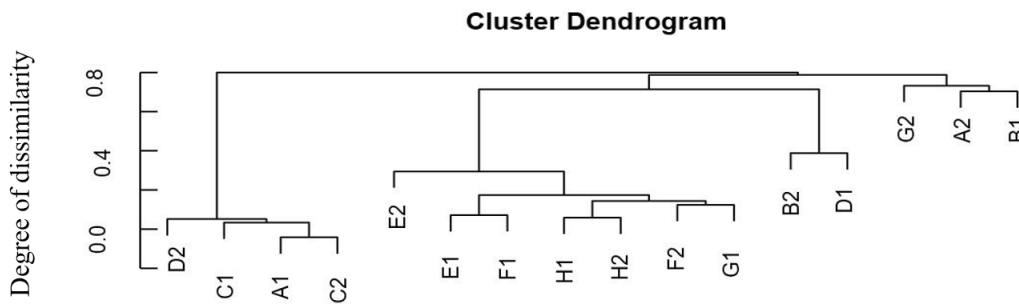 Cluster Dendrogram
Degree of dissimilarity
0.8
0.4
0.0
D2
C1
A1
C2
E2
E1
F1
H1
H2
F2
G1
B2
D1
G2
A2
B1